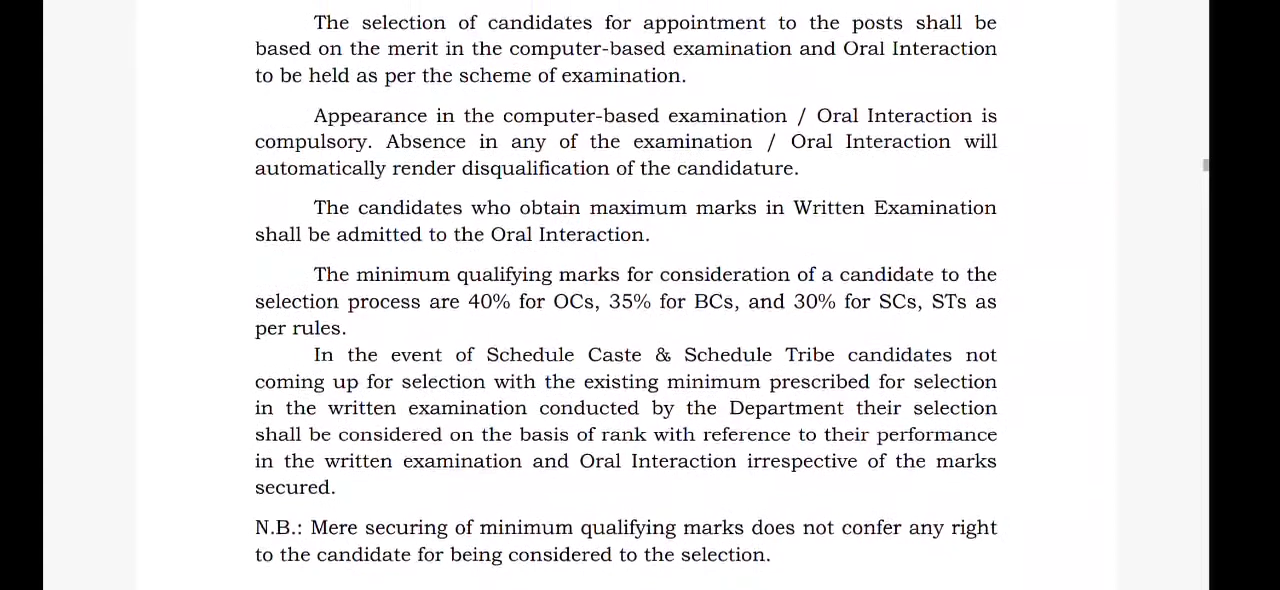 The selection of candidates for appointment to the posts shall be
based on the merit in the computer-based examination and Oral Interaction
to be held as per the scheme of examination.
Appearance in the computer-based examination / Oral Interaction is
compulsory. Absence in any of the examination / Oral Interaction will
automatically render disqualification of the candidature.
The candidates who obtain maximum marks in Written Examination
shall be admitted to the Oral Interaction.
The minimum qualifying marks for consideration of a candidate to the
selection process are 40% for OCs, 35% for BCs, and 30% for SCs, STs as
per rules.
In the event of Schedule Caste & Schedule Tribe candidates not
coming up for selection with the existing minimum prescribed for selection
in the written examination conducted by the Department their selection
shall be considered on the basis of rank with reference to their performance
in the written examination and Oral Interaction irrespective of the marks
secured.
N.B.: Mere securing of minimum qualifying marks does not confer any right
to the candidate for being considered to the selection.